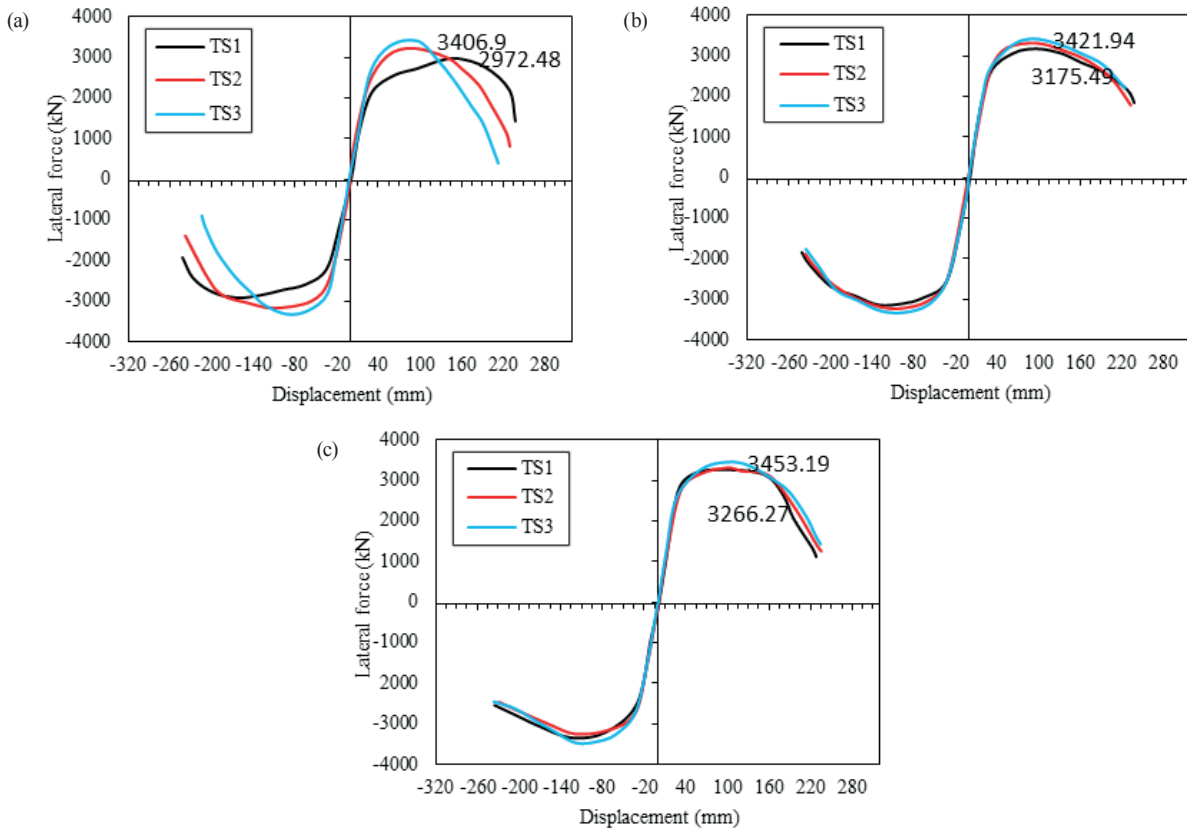 (a)
4000
3000
2000
1000
0
-1000
-2000
-3000
-4000
Lateral force (kN)
TS1
TS2
TS3
3406.9
2972.48
-320 -260 -200 -140 -80 -20 40 100 160 220 280
Displacement (mm)
(b)
4000
3000
2000
1000
0
-1000
-2000
-3000
-4000
Lateral force (kN)
TS1
TS2
TS3
3421.94
3175.49
-320 -260 -200 -140 -80 -20 40 100 160 220 280
Displacement (mm)
(c)
4000
3000
2000
1000
0
-1000
-2000
-3000
-4000
Lateral force (kN)
TS1
TS2
TS3
3453.19
3266.27
-320 -260 -200 -140 -80 -20 40 100 160 220 280
Displacement (mm)